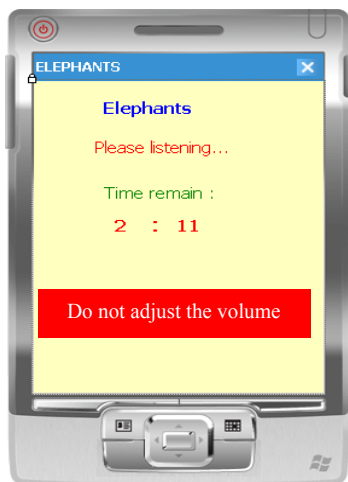 ELEPHANTS
Elephants
Please listening...
Time remain :
2 : 11
Do not adjust the volume